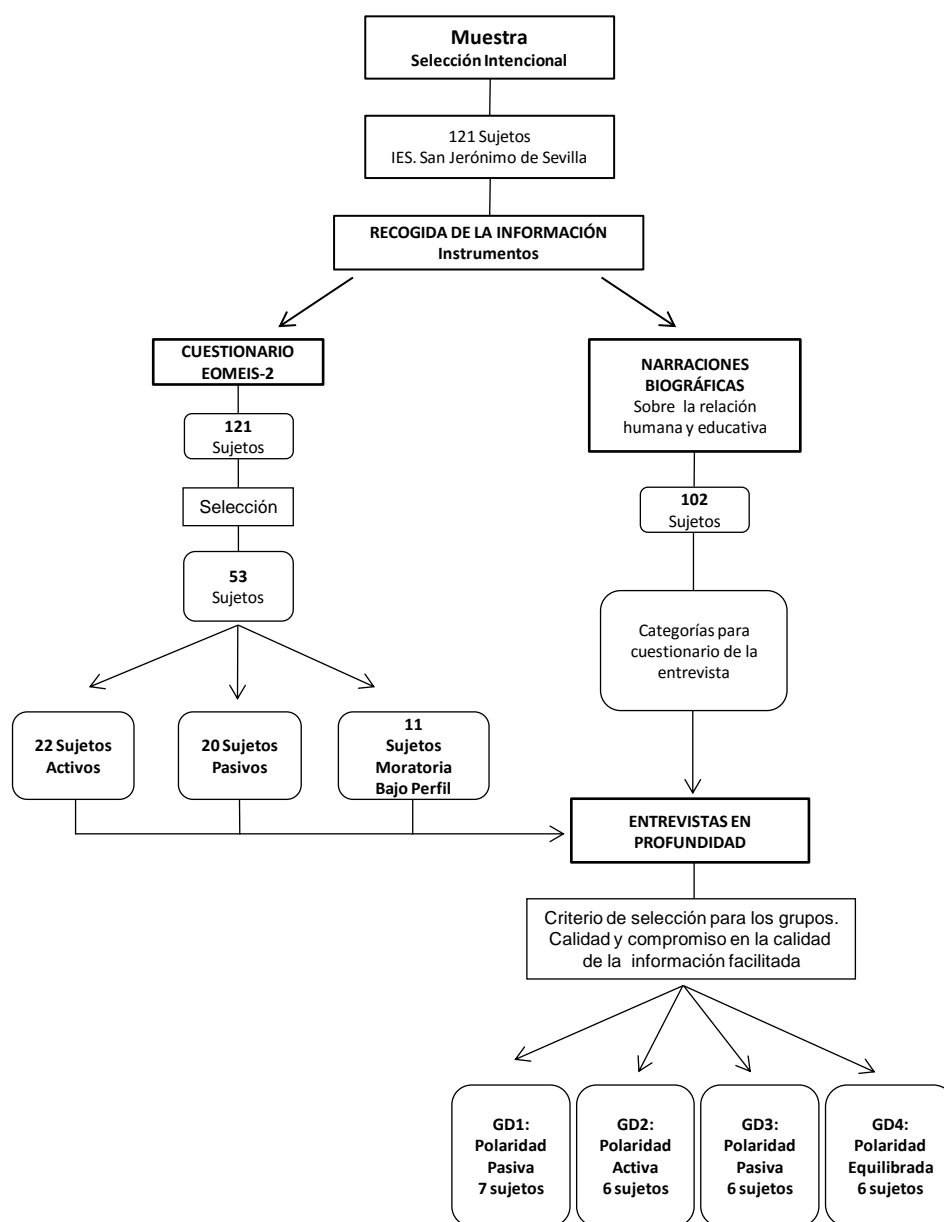 Muestra
Selección Intencional
121 Sujetos
IES. San Jerónimo de Sevilla
RECOGIDA DE LA INFORMACIÓN
Instrumentos
CUESTIONARIO
EOMEIS-2
121
Sujetos
Selección
53
Sujetos
22 Sujetos
Activos
20 Sujetos
Pasivos
11
Sujetos
Moratoria
Bajo Perfil
NARRACIONES
BIOGRÁFICAS
Sobre la relación
humana y educativa
102
Sujetos
Categorías para
cuestionario de la
entrevista
ENTREVISTAS EN
PROFUNDIDAD
Criterio de selección para los grupos.
Calidad y compromiso en la calidad
de la información facilitada
GD1:
Polaridad
Pasiva
7 sujetos
GD2:
Polaridad
Activa
6 sujetos
GD3:
Polaridad
Pasiva
6 sujetos
GD4:
Polaridad
Equilibrada
6 sujetos